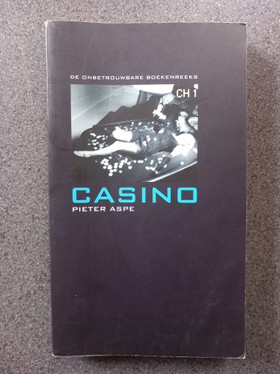 DE ONBETROUWBARE BOEKENREEKS
CH 1
CASINO
PIETER ASPE